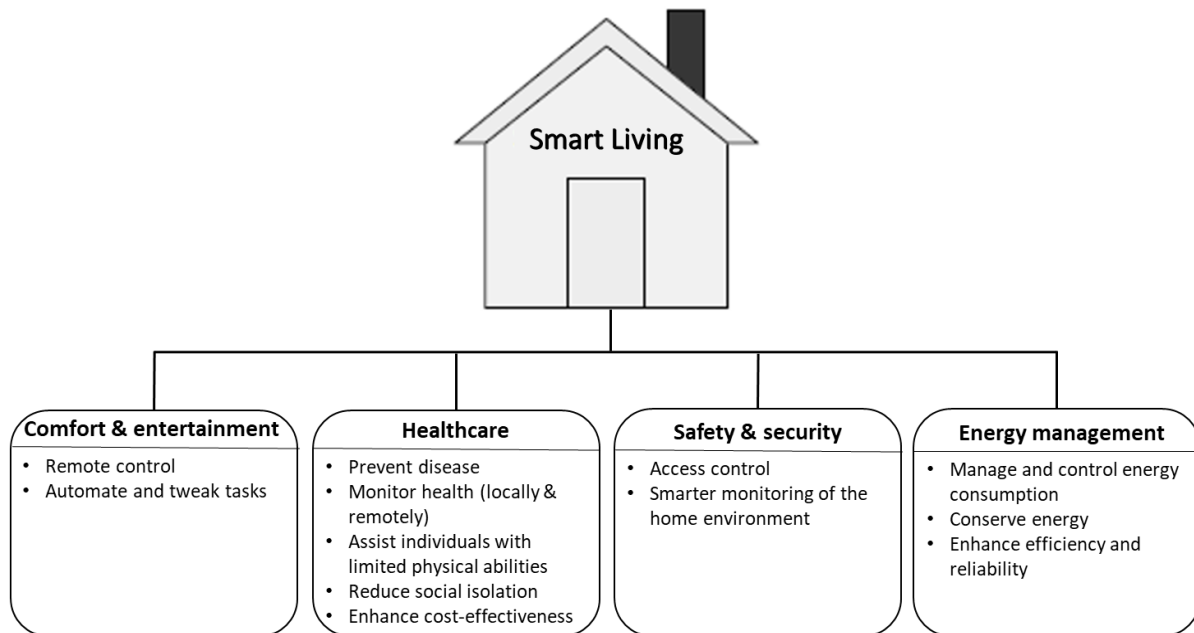 Smart Living
Comfort & entertainment
• Remote control
• Automate and tweak tasks
Healthcare
• Prevent disease
• Monitor health (locally &
remotely)
• Assist individuals with
limited physical abilities
• Reduce social isolation
• Enhance cost-effectiveness
Safety & security
• Access control
• Smarter monitoring of the
home environment
Energy management
• Manage and control energy
consumption
• Conserve energy
• Enhance efficiency and
reliability